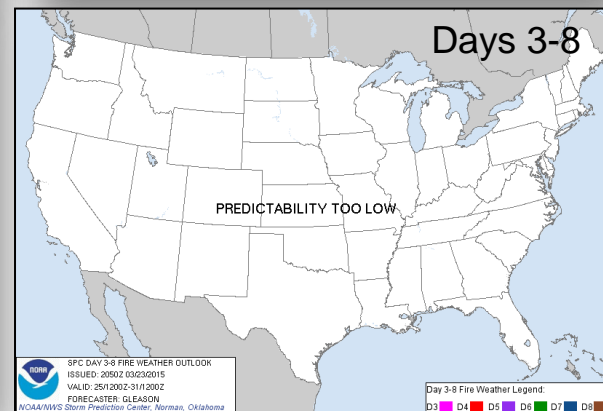 Days 3-8
PREDICTABILITY TOO LOW
NOAA
SPC DAY 3-8 FIRE WEATHER OUTLOOK
ISSUED: 2050Z 03/23/2015
VALID: 25/1200Z-31/1200Z
FORECASTER: GLEASON
NOAA/NWS Storm Prediction Center, Norman, Oklahoma
Day 3-8 Fire Weather Legend:
D3 D4 D5 D6 D7 D8